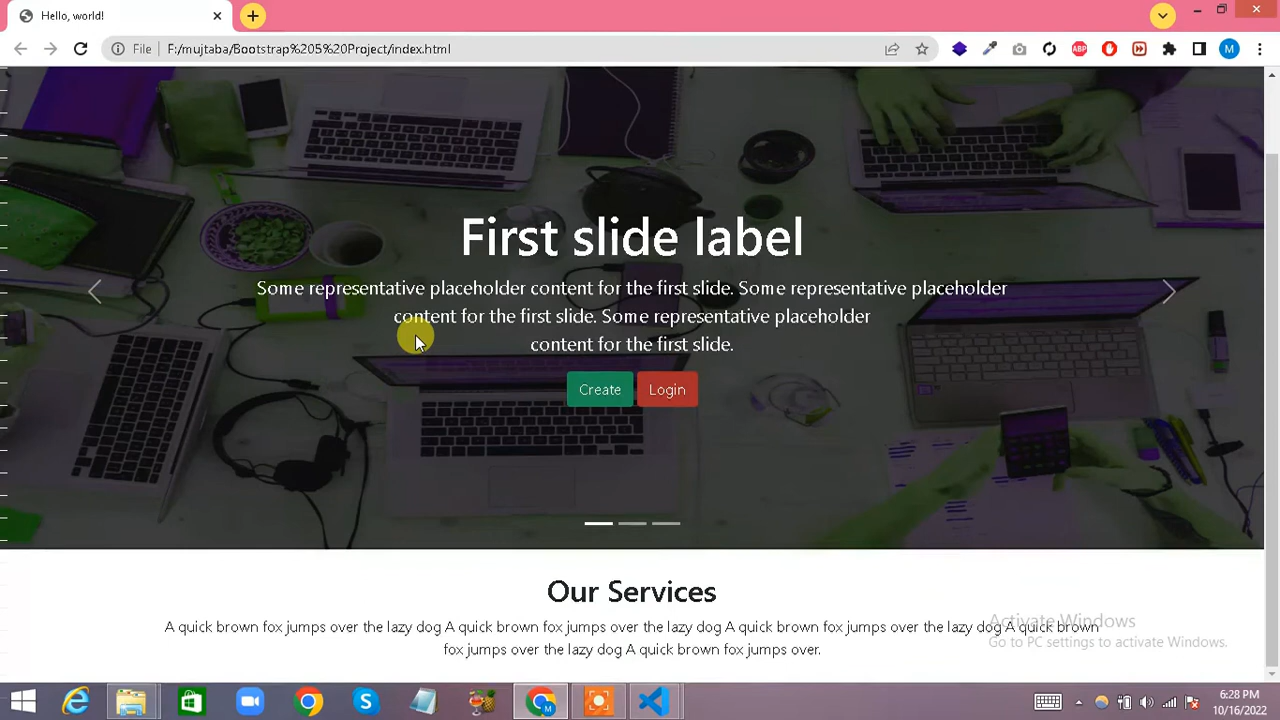 Hello, world!
File
F:/mujtaba/Bootstrap%205%20Project/index.html
ABP
M
First slide label
Some representative placeholder content for the first slide. Some representative placeholder
content for the first slide. Some representative placeholder
content for the first slide.
Create
Login
Our Services
A quick brown fox jumps over the lazy dog A quick brown fox jumps over the lazy dog A quick brown fox jumps over the lazy dog A quick brown
fox jumps over the lazy dog A quick brown fox jumps over.
Activate Windows
Go to PC settings to activate Windows.
6:28 PM
10/16/2022